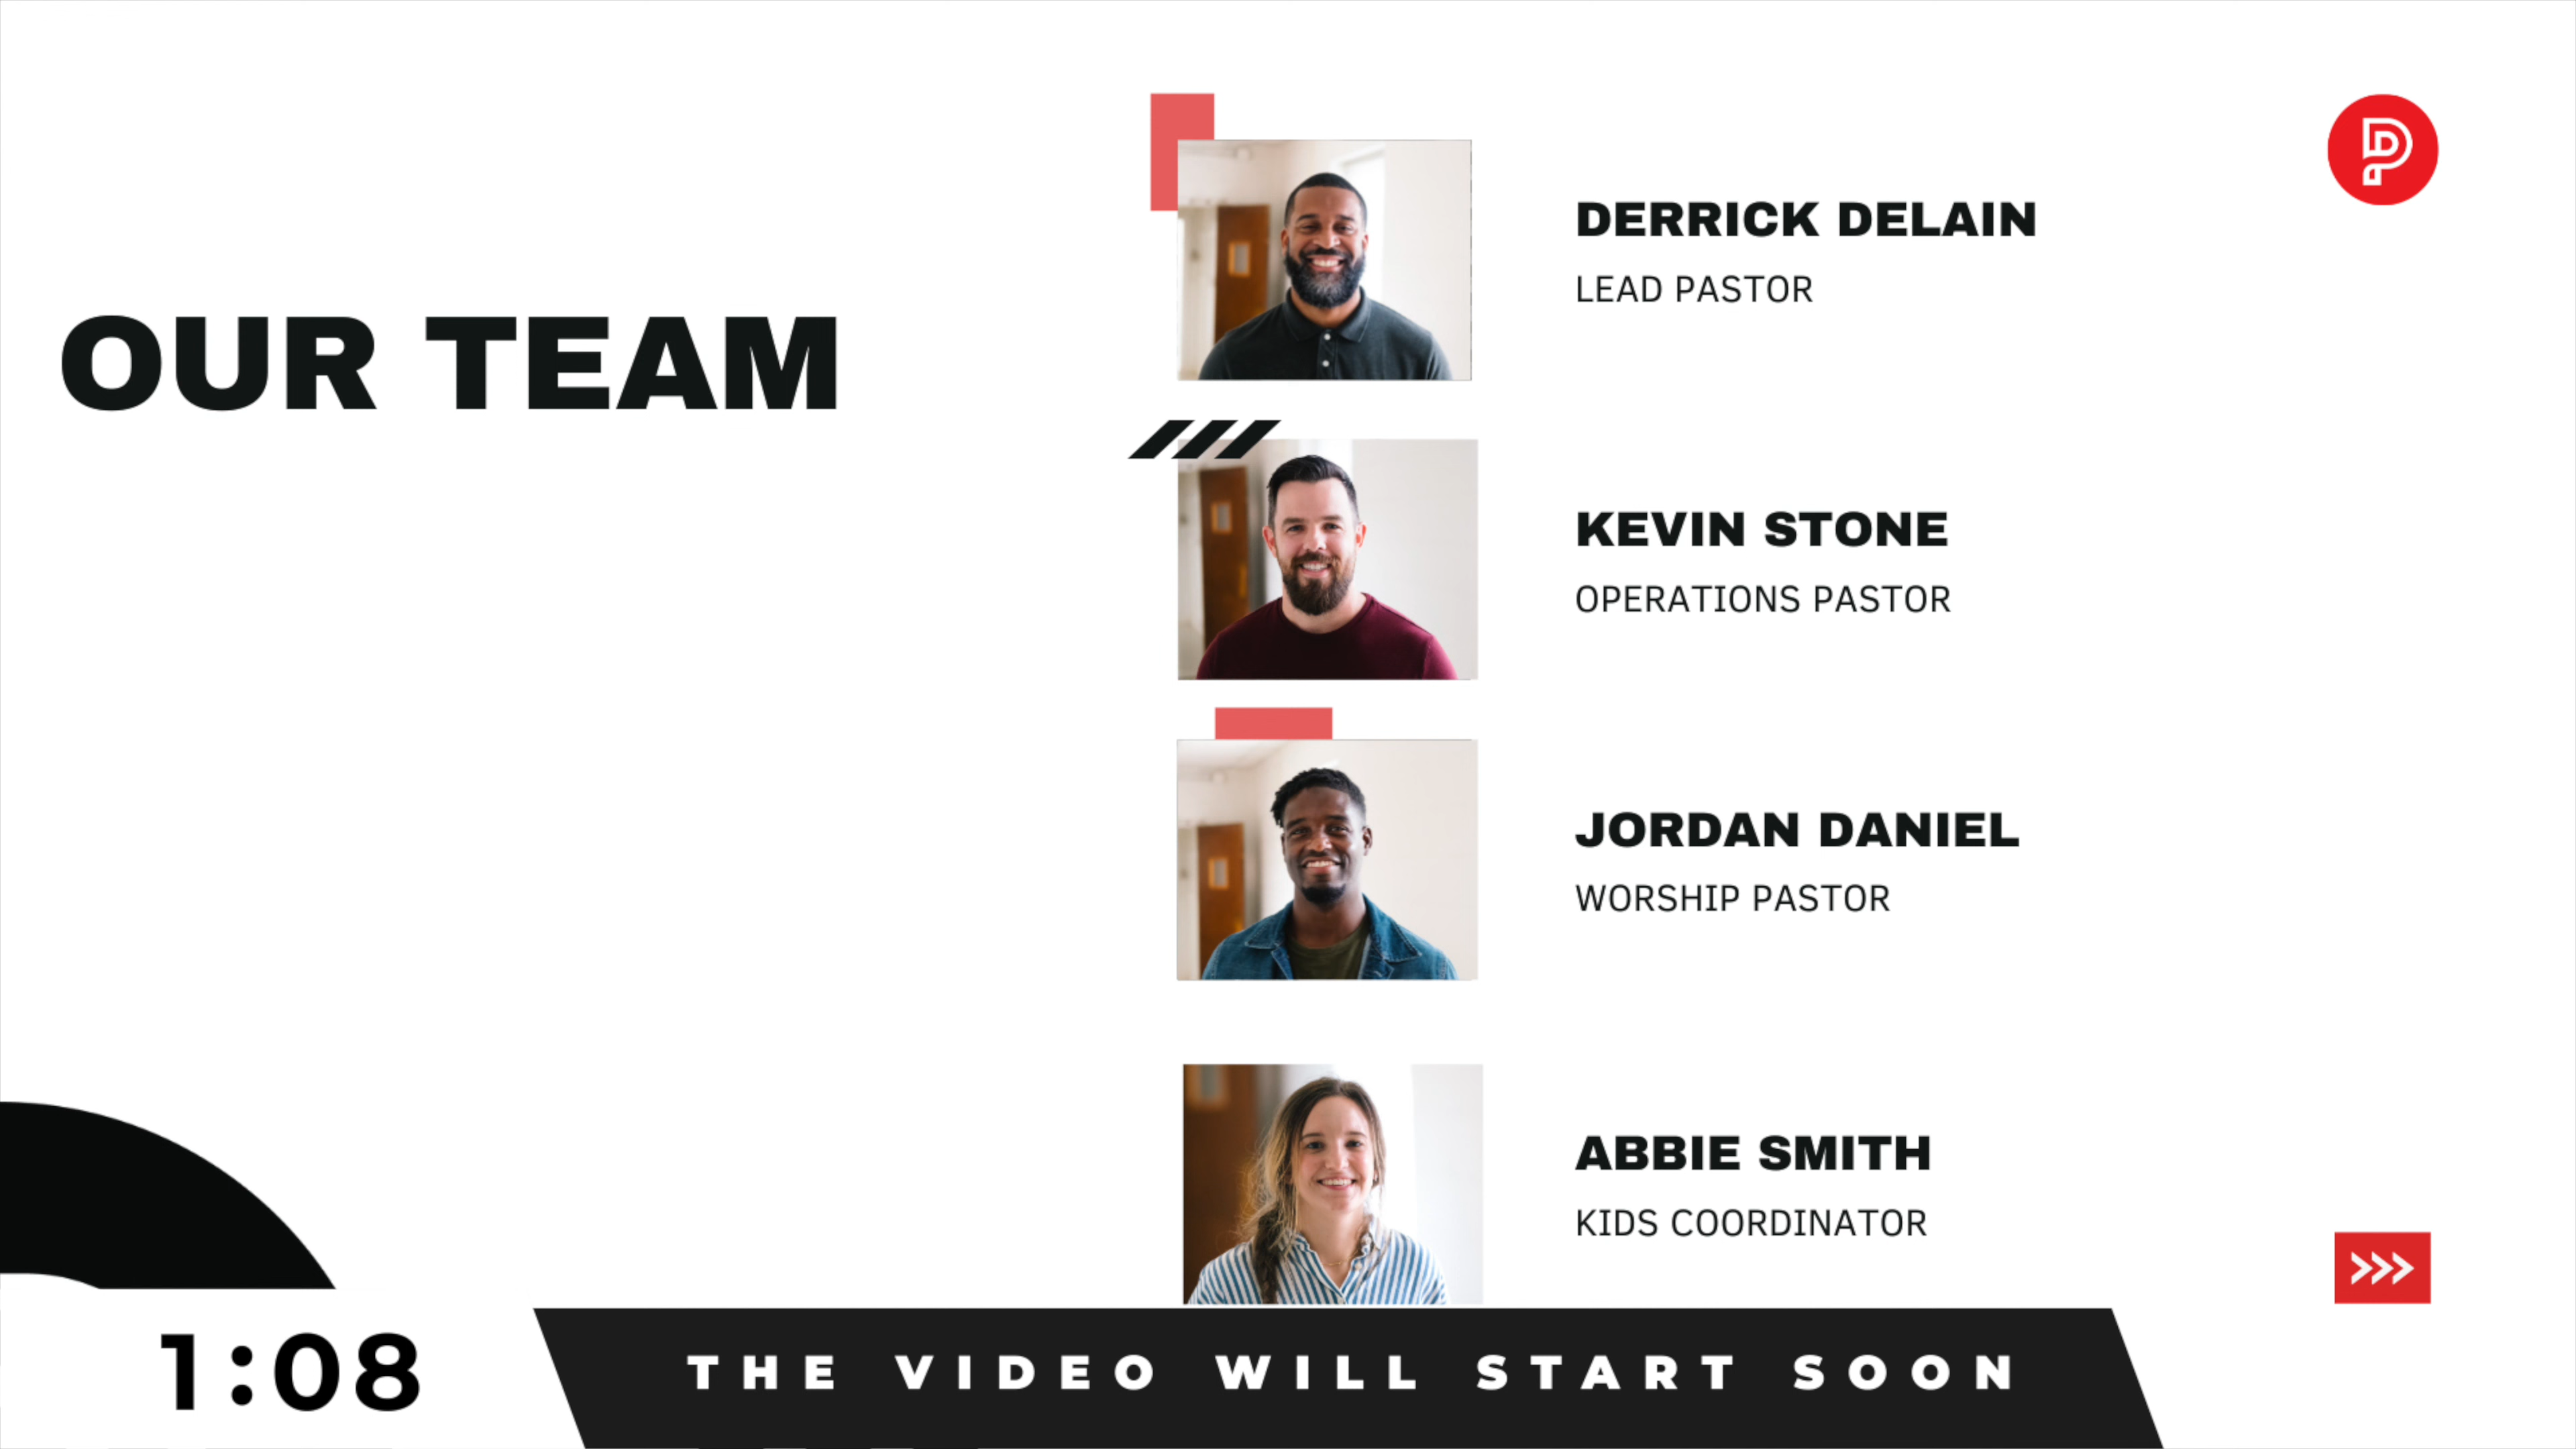 OUR TEAM
DERRICK DELAIN
LEAD PASTOR
KEVIN STONE
OPERATIONS PASTOR
JORDAN DANIEL
WORSHIP PASTOR
ABBIE SMITH
KIDS COORDINATOR
1:08
THE VIDEO WILL START SOON